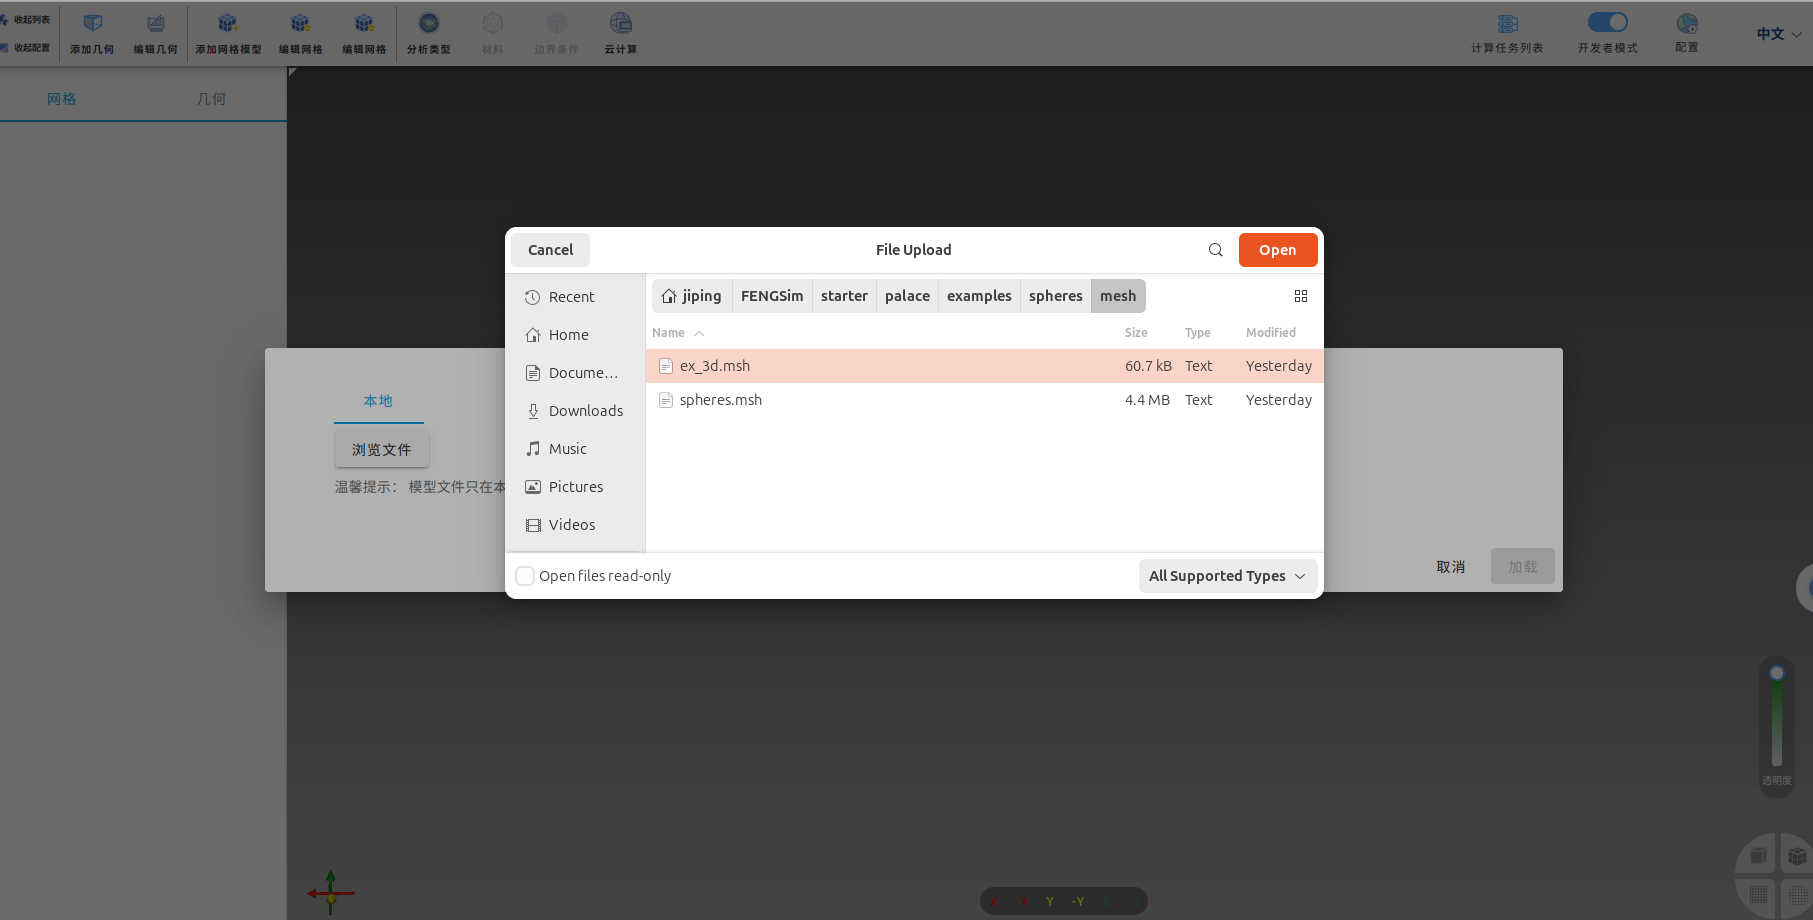 收起列表
收起配置
添加几何
编辑几何
添加网格模型
编辑网格
编辑网格
分析类型
材料
边界条件
云计算
计算任务列表
开发者模式
配置
中文
网格
几何
Cancel
File Upload
Open
Recent
Home
Docume…
Downloads
Music
Pictures
Videos
jiping
FENGSim
starter
palace
examples
spheres
mesh
Name
Size
Type
Modified
ex_3d.msh
60.7 kB
Text
Yesterday
spheres.msh
4.4 MB
Text
Yesterday
Open files read-only
All Supported Types
本地
浏览文件
温馨提示： 模型文件只在本
取消
加载
透明度
X
-X
Y
-Y
Z
-Z